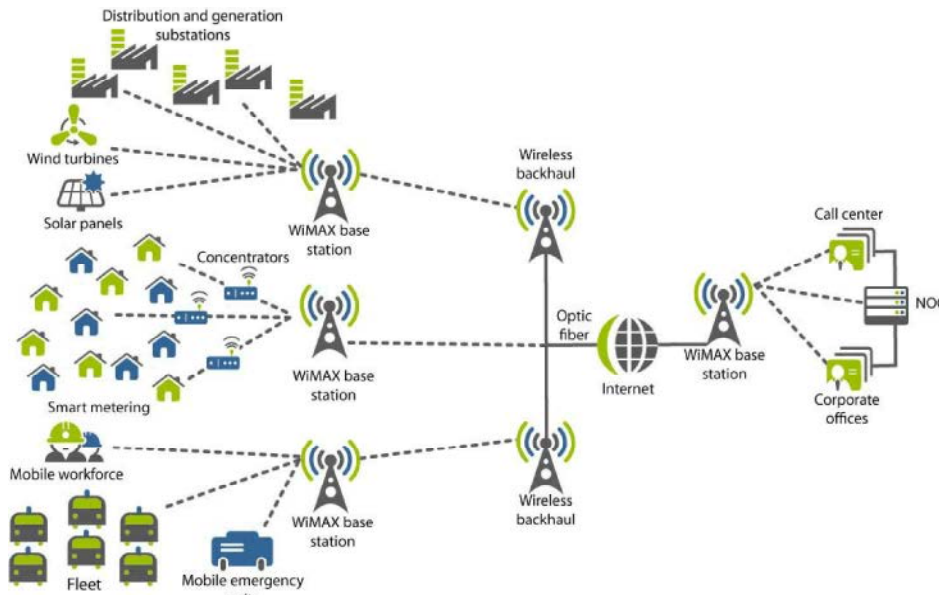 Distribution and generation
substations
Wind turbines
Solar panels
WiMAX base
station
Wireless
backhaul
Call center
Concentrators
NOC
Optic
fiber
WiMAX base
station
Internet
WiMAX base
station
Corporate
offices
Smart metering
Mobile workforce
WiMAX base
station
Wireless
backhaul
Fleet
Mobile emergency